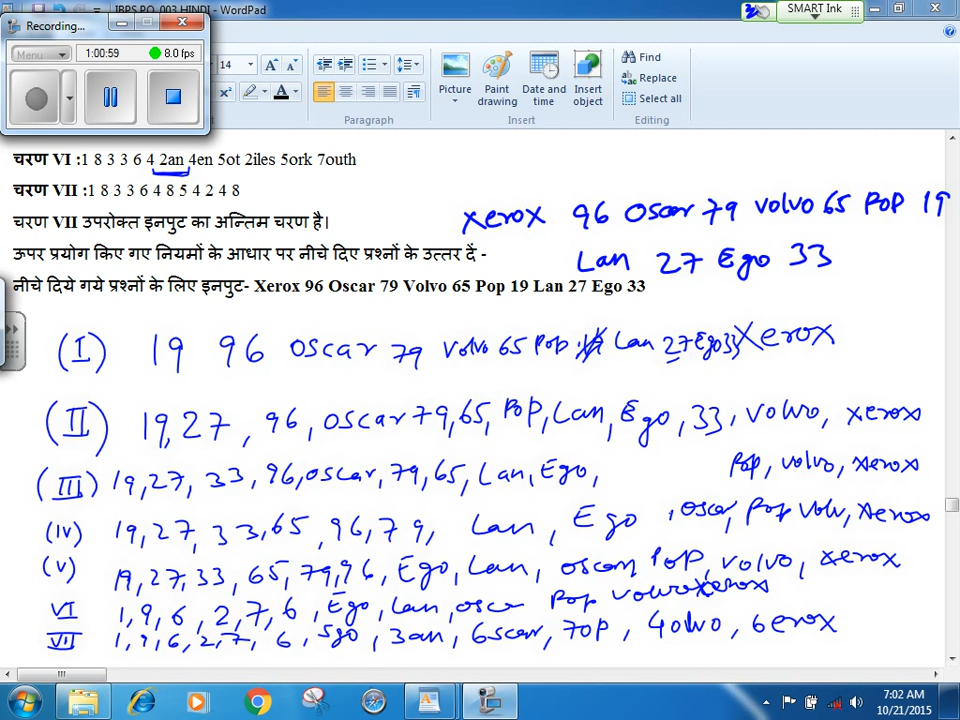 IBPS PO 003 HINDI - WordPad
SMART Ink
Recording...
Menu
1:00:59
8.0 fps
14
A A
Find
Replace
Select all
Picture
Paint drawing
Date and time
Insert object
Paragraph
Insert
चरण VI :1 8 3 3 6 4 2an 4en 5ot 2iles 5ork 7outh
चरण VII :1 8 3 3 6 4 8 5 4 2 4 8
चरण VII उपरोक्त इनपुट का अन्तिम चरण है।
ऊपर प्रयोग किए गए नियमों के आधार पर नीचे दिए प्रश्नों के उत्तर दें -
नीचे दिये गये प्रश्नों के लिए इनपुट- Xerox 96 Oscar 79 Volvo 65 Pop 19 Lan 27 Ego 33
Xerox 96 Oscar 79 Volvo 65 Pop 19
Lan 27 Ego 33
(I) 19 96 Oscar 79 Volvo 65 Pop Lan 27 Ego 33 Xerox
(II) 19, 27, 96, Oscar 79, 65, Pop, Lan, Ego, 33, Volvo, xerox
(III) 19, 27, 33, 96, Oscar, 79, 65, Lan, Ego, Pop, volvo, xerox
(iv) 19, 27, 33, 65, 96, 79, Lan, Ego, oscar, Pop Volv, Xerox
(v) 19, 27, 33, 65, 79, 96, Ego, Lan, oscar, Pop, volvo, xerox
VI 1, 9, 6, 2, 7, 6, Ego, Lan, Pop volvo xerox
VII 1, 9, 6, 2, 7, 6, 5go, 3an, 6scar, 7op, 4olvo, 6erox
7:02 AM
10/21/2015